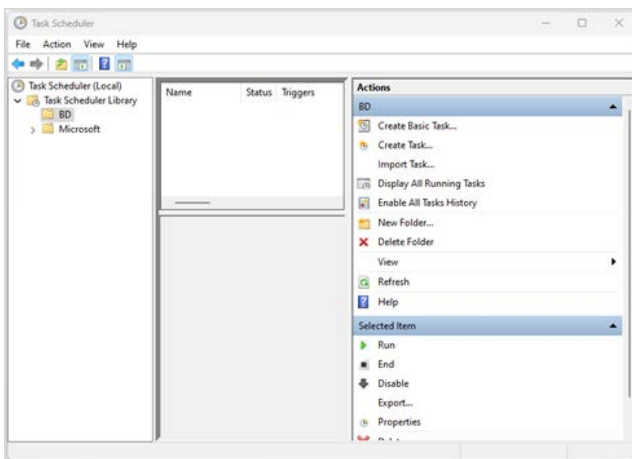 Task Scheduler
File Action View Help
Task Scheduler (Local)
Task Scheduler Library
BD
Microsoft
Name Status Triggers
Actions
BD
Create Basic Task...
Create Task...
Import Task...
Display All Running Tasks
Enable All Tasks History
New Folder...
Delete Folder
View
Refresh
Help
Selected Item
Run
End
Disable
Export...
Properties